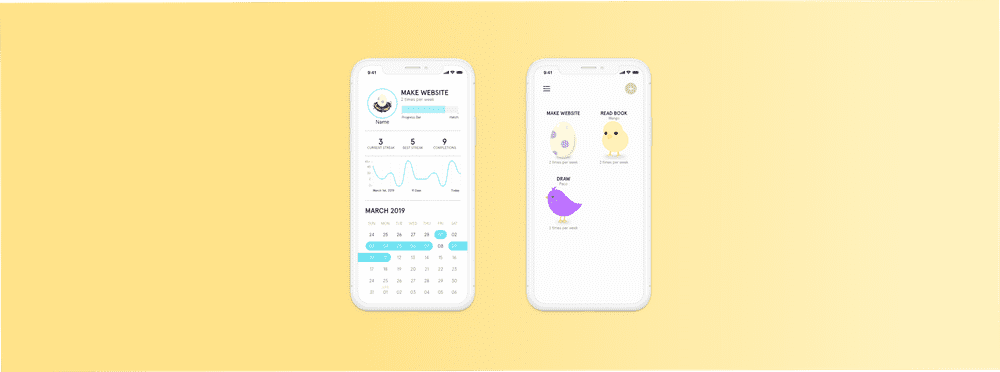 9:41
MAKE WEBSITE
2 times per week
Progress Bar Hatch
Name
3 5 9
CURRENT STREAK BEST STREAK COMPLETIONS
March 1st, 2019 11 Days Today
MARCH 2019
SUN MON TUE WED THU FRI SAT
24 25 26 27 28 01 02
03 04 05 06 07 08 09
10 11 12 13 14 15 16
17 18 19 20 21 22 23
24 25 26 27 28 29 30
31 01 02 03 04 05 06
9:41
MAKE WEBSITE
2 times per week
READ BOOK
Mango
3 times per week
DRAW
3 times per week